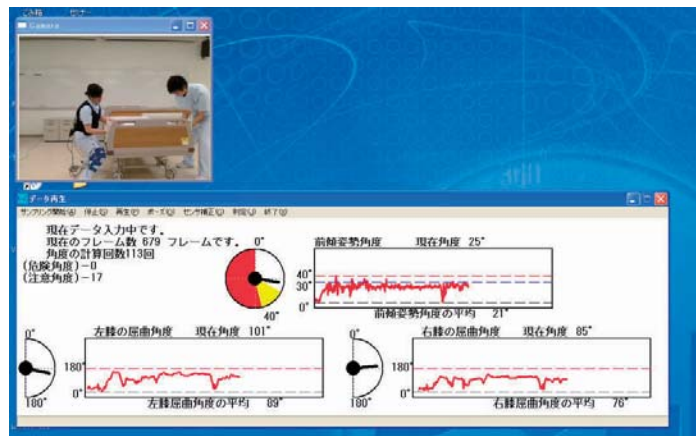 Camera
データ再生
サンプリング開始(A) 停止(S) 再生(P) ポーズ(Q) センサ補正(R) 判定(J) 終了(Q)
現在データ入力中です。
現在のフレーム数 679 フレームです。
角度の計算回数113回
(危険角度)-0
(注意角度)-17
0°
40°
前傾姿勢角度 現在角度 25°
40°
30°
0°
前傾姿勢角度の平均 21°
0°
180°
左膝の屈曲角度 現在角度 101°
180°
0°
左膝屈曲角度の平均 89°
0°
180°
右膝の屈曲角度 現在角度 85°
180°
0°
右膝屈曲角度の平均 76°